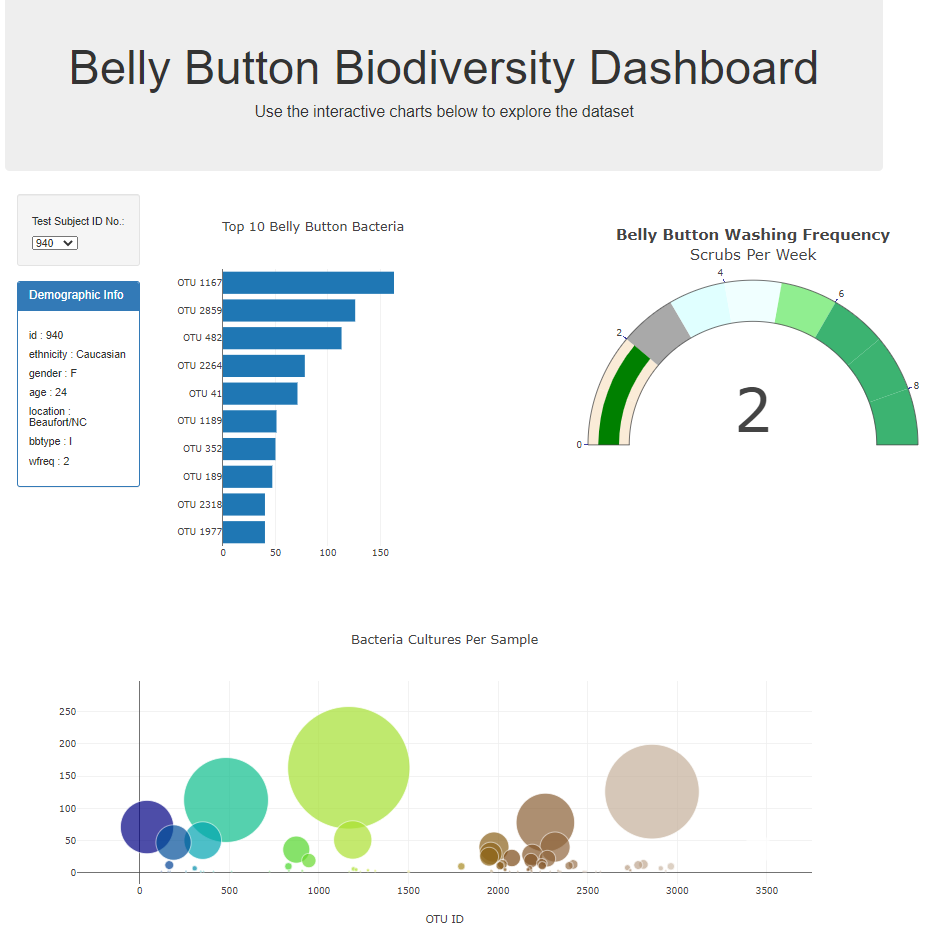 Belly Button Biodiversity Dashboard
Use the interactive charts below to explore the dataset
Test Subject ID No.:
940
Demographic Info
id : 940
ethnicity : Caucasian
gender : F
age : 24
location :
Beaufort/NC
bbtype : I
wfreq : 2
Top 10 Belly Button Bacteria
OTU 1167
OTU 2859
OTU 482
OTU 2264
OTU 41
OTU 1189
OTU 352
OTU 189
OTU 2318
OTU 1977
0 50 100 150
Belly Button Washing Frequency
Scrubs Per Week
0
2
4
6
8
2
Bacteria Cultures Per Sample
250
200
150
100
50
0
0 500 1000 1500 2000 2500 3000 3500
OTU ID